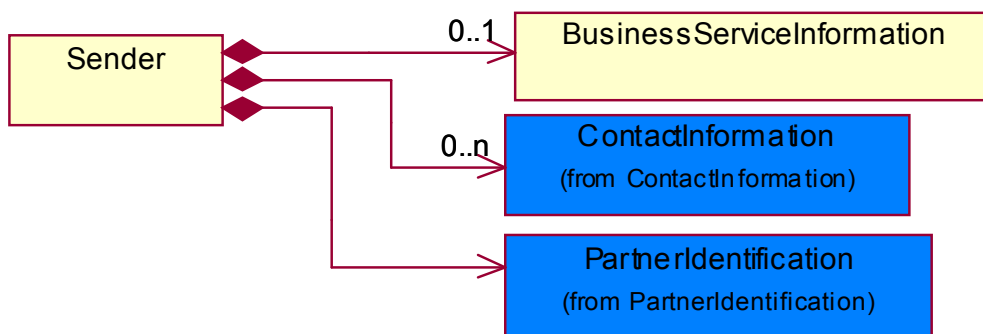 Sender
0..1
BusinessServiceInformation
0..n
ContactInformation
(from ContactInformation)
PartnerIdentification
(from PartnerIdentification)